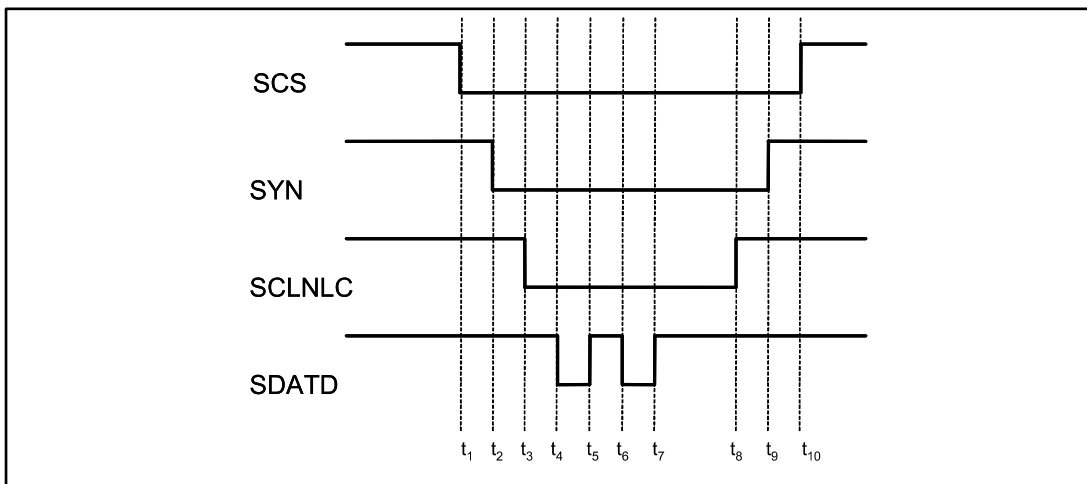 SCS
SYN
SCLNLC
SDATD
t₁ t₂ t₃ t₄ t₅ t₆ t₇ t₈ t₉ t₁₀